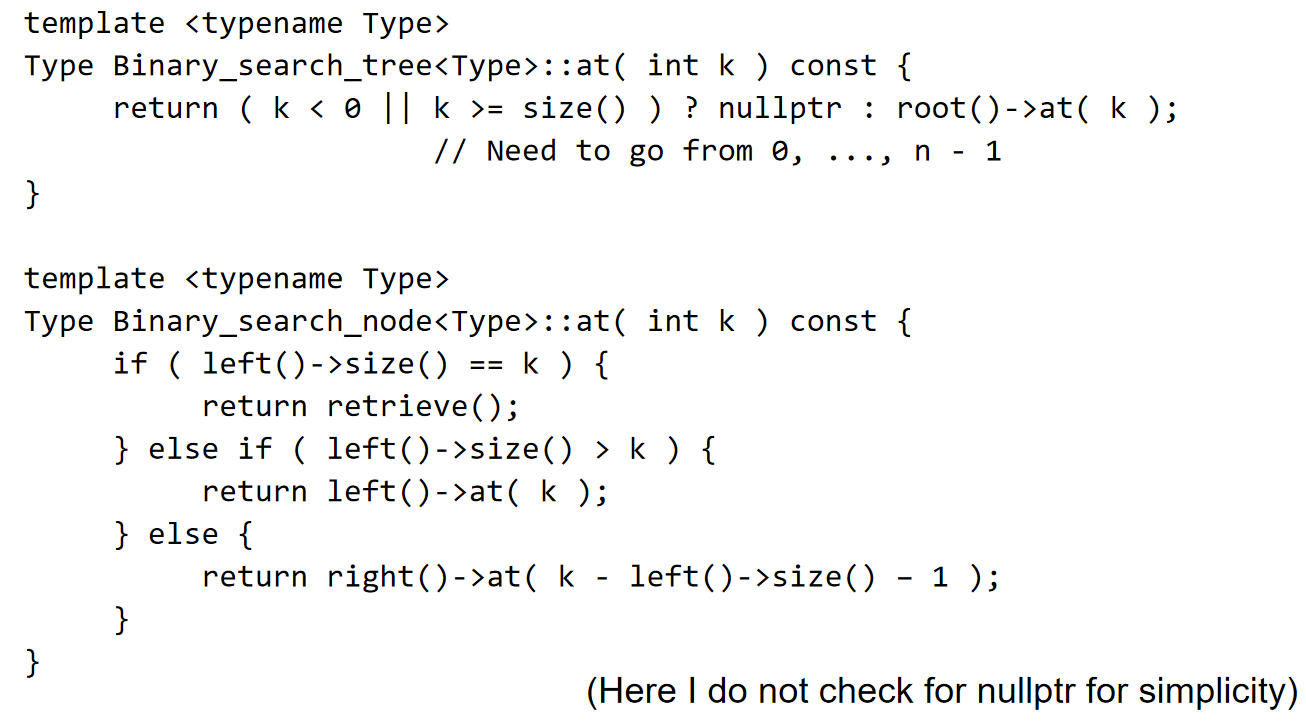 template <typename Type>
Type Binary_search_tree<Type>::at( int k ) const {
     return ( k < 0 || k >= size() ) ? nullptr : root()->at( k );
                       // Need to go from 0, ..., n - 1
}

template <typename Type>
Type Binary_search_node<Type>::at( int k ) const {
     if ( left()->size() == k ) {
          return retrieve();
     } else if ( left()->size() > k ) {
          return left()->at( k );
     } else {
          return right()->at( k - left()->size() – 1 );
     }
}
(Here I do not check for nullptr for simplicity)